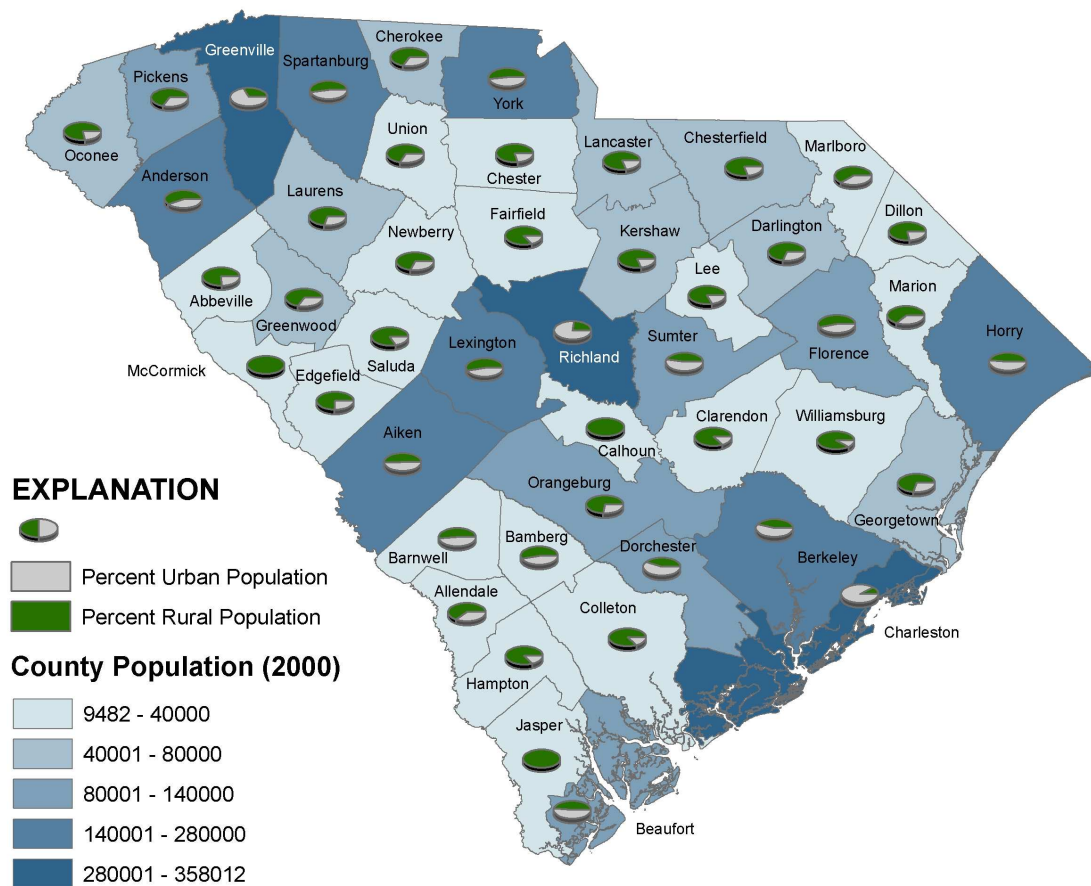 Greenville
Cherokee
Spartanburg
Pickens
York
Oconee
Union
Lancaster
Chesterfield
Marlboro
Anderson
Chester
Laurens
Dillon
Fairfield
Newberry
Kershaw
Darlington
Lee
Marion
Abbeville
Greenwood
Horry
Saluda
Lexington
Richland
Sumter
Florence
McCormick
Edgefield
Clarendon
Williamsburg
Aiken
Calhoun
EXPLANATION
Orangeburg
Georgetown
Bamberg
Dorchester
Barnwell
Berkeley
Percent Urban Population
Allendale
Colleton
Percent Rural Population
Charleston
County Population (2000)
Hampton
9482 - 40000
Jasper
40001 - 80000
80001 - 140000
Beaufort
140001 - 280000
280001 - 358012